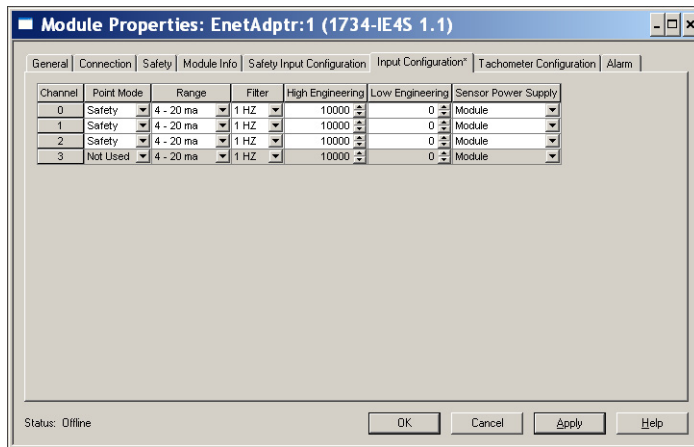 Module Properties: EnetAdptr:1 (1734-IE4S 1.1)
General Connection Safety Module Info Safety Input Configuration Input Configuration* Tachometer Configuration Alarm
Channel Point Mode Range Filter High Engineering Low Engineering Sensor Power Supply
0 Safety 4 - 20 ma 1 HZ 10000 0 Module
1 Safety 4 - 20 ma 1 HZ 10000 0 Module
2 Safety 4 - 20 ma 1 HZ 10000 0 Module
3 Not Used 4 - 20 ma 1 HZ 10000 0 Module
Status: Offline OK Cancel Apply Help